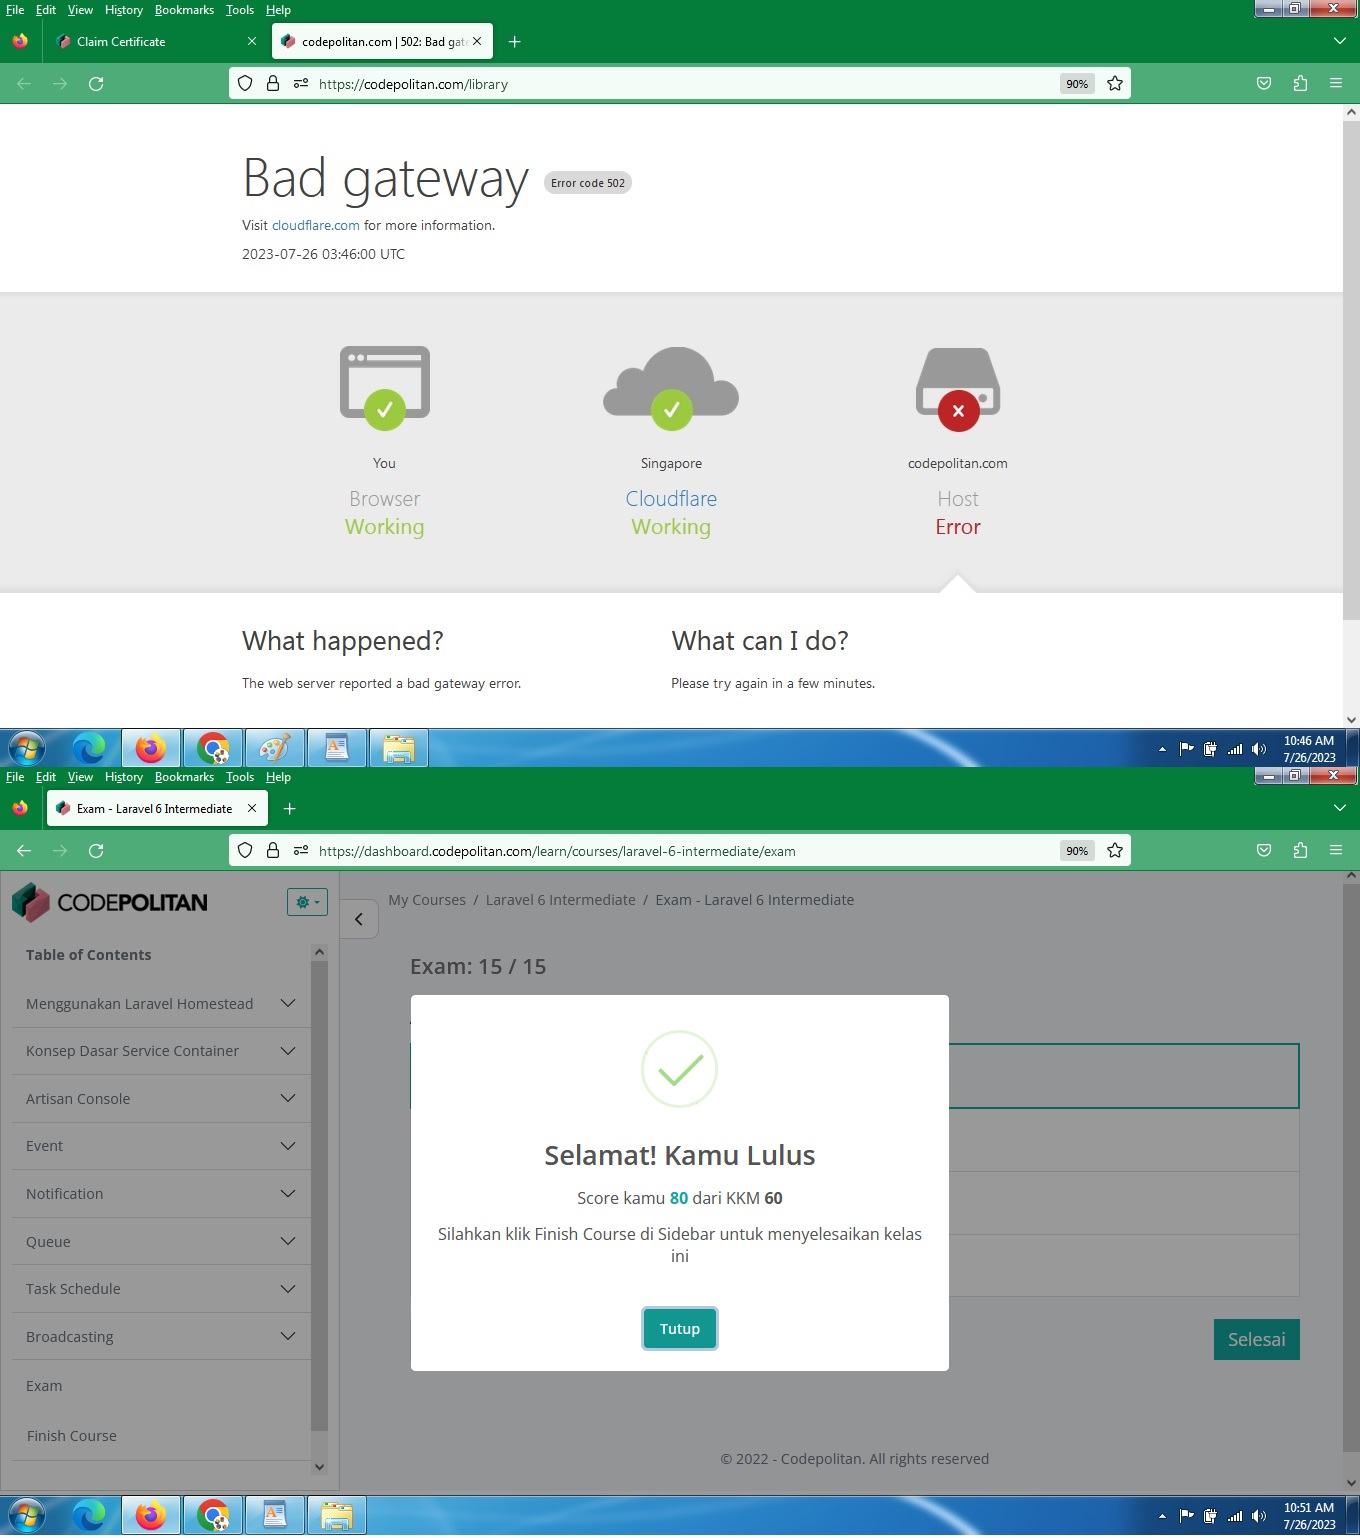 File Edit View History Bookmarks Tools Help
Claim Certificate
codepolitan.com | 502: Bad gate
https://codepolitan.com/library
90%
Bad gateway Error code 502
Visit cloudflare.com for more information.
2023-07-26 03:46:00 UTC
You Singapore codepolitan.com
Browser Cloudflare Host
Working Working Error
What happened? What can I do?
The web server reported a bad gateway error. Please try again in a few minutes.
10:46 AM
7/26/2023
File Edit View History Bookmarks Tools Help
Exam - Laravel 6 Intermediate
https://dashboard.codepolitan.com/learn/courses/laravel-6-intermediate/exam
90%
CODEPOLITAN
My Courses / Laravel 6 Intermediate / Exam - Laravel 6 Intermediate
Table of Contents
Menggunakan Laravel Homestead
Konsep Dasar Service Container
Artisan Console
Event
Notification
Queue
Task Schedule
Broadcasting
Exam
Finish Course
Exam: 15 / 15
Selamat! Kamu Lulus
Score kamu 80 dari KKM 60
Silahkan klik Finish Course di Sidebar untuk menyelesaikan kelas
ini
Tutup
Selesai
© 2022 - Codepolitan. All rights reserved
10:51 AM
7/26/2023